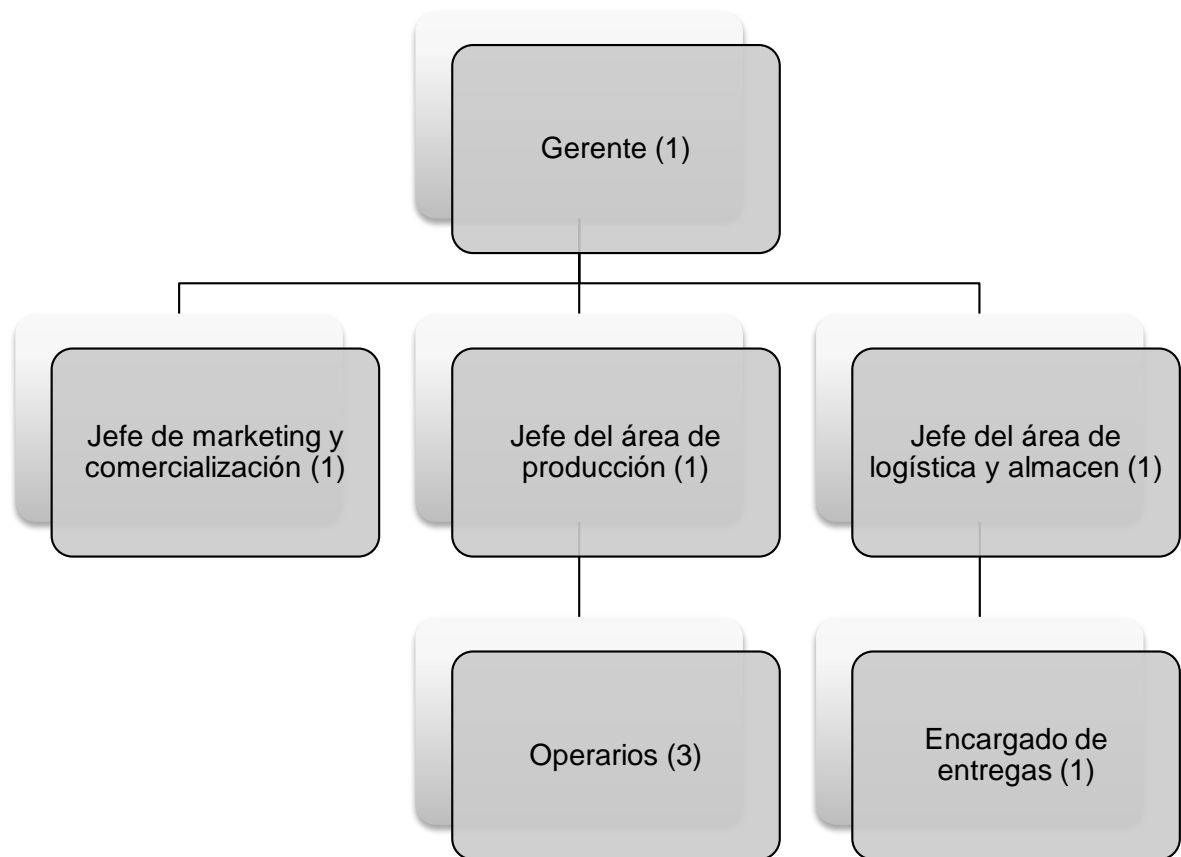 Gerente (1)
Jefe de marketing y
comercialización (1)
Jefe del área de
producción (1)
Jefe del área de
logística y almacen (1)
Operarios (3)
Encargado de
entregas (1)